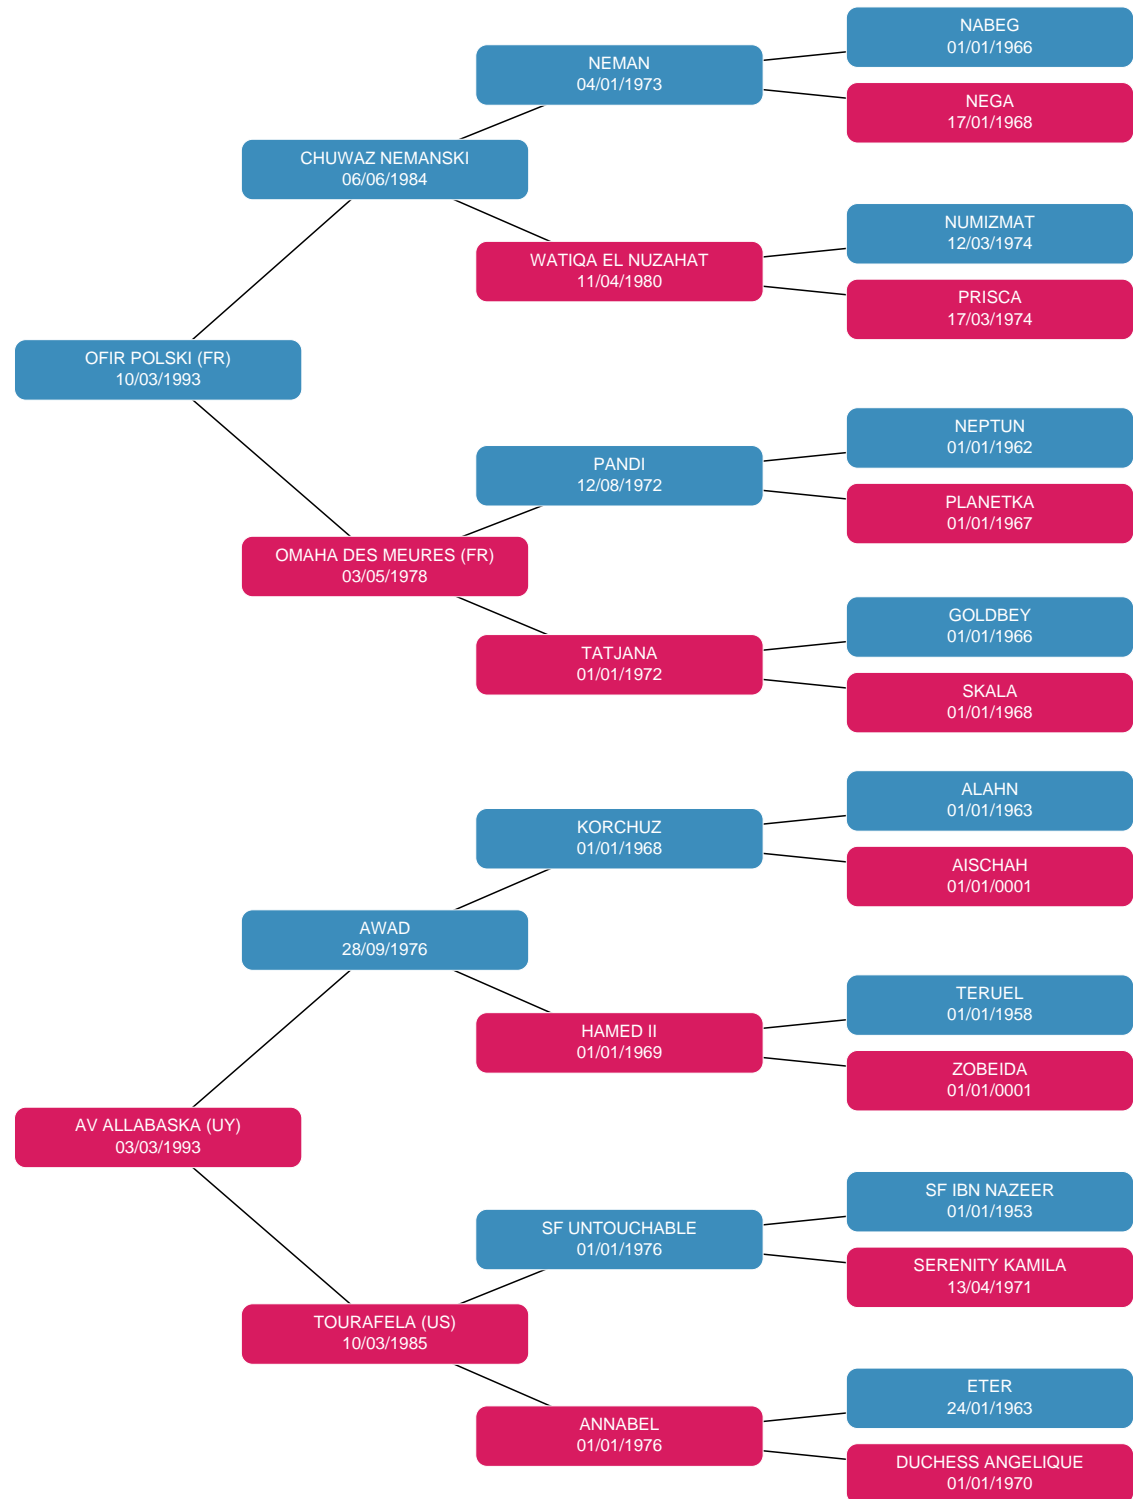 NABEG
01/01/1966
NEMAN
04/01/1973
NEGA
17/01/1968
CHUWAZ NEMANSKI
06/06/1984
NUMIZMAT
12/03/1974
WATIQA EL NUZAHAT
11/04/1980
PRISCA
17/03/1974
OFIR POLSKI (FR)
10/03/1993
NEPTUN
01/01/1962
PANDI
12/08/1972
PLANETKA
01/01/1967
OMAHA DES MEURES (FR)
03/05/1978
GOLDBEY
01/01/1966
TATJANA
01/01/1972
SKALA
01/01/1968
ALAHN
01/01/1963
KORCHUZ
01/01/1968
AISCHAH
01/01/0001
AWAD
28/09/1976
TERUEL
01/01/1958
HAMED II
01/01/1969
ZOBEIDA
01/01/0001
AV ALLABASKA (UY)
03/03/1993
SF IBN NAZEER
01/01/1953
SF UNTOUCHABLE
01/01/1976
SERENITY KAMILA
13/04/1971
TOURAFELA (US)
10/03/1985
ETER
24/01/1963
ANNABEL
01/01/1976
DUCHESS ANGELIQUE
01/01/1970